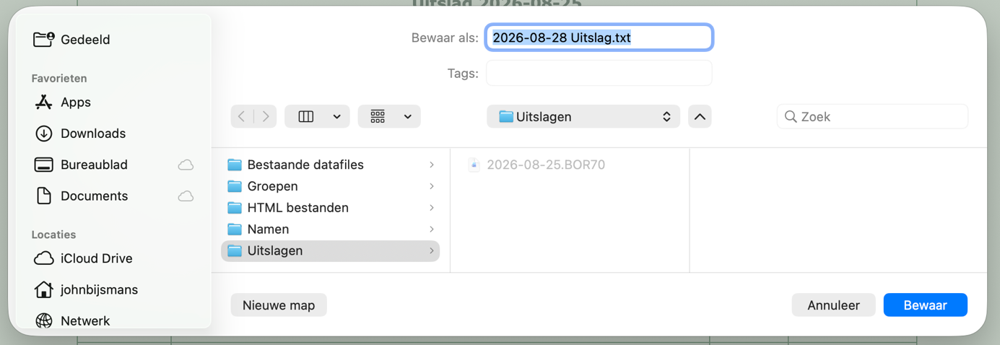 Uitslag 2026-08-25
Gedeeld
Favorieten
Apps
Downloads
Bureaublad
Documents
Locaties
iCloud Drive
johnbijsmans
Netwerk
Bewaar als: 2026-08-28 Uitslag.txt
Tags:
Uitslagen
Zoek
Bestaande datafiles
Groepen
HTML bestanden
Namen
Uitslagen
2026-08-25.BOR70
Nieuwe map
Annuleer
Bewaar